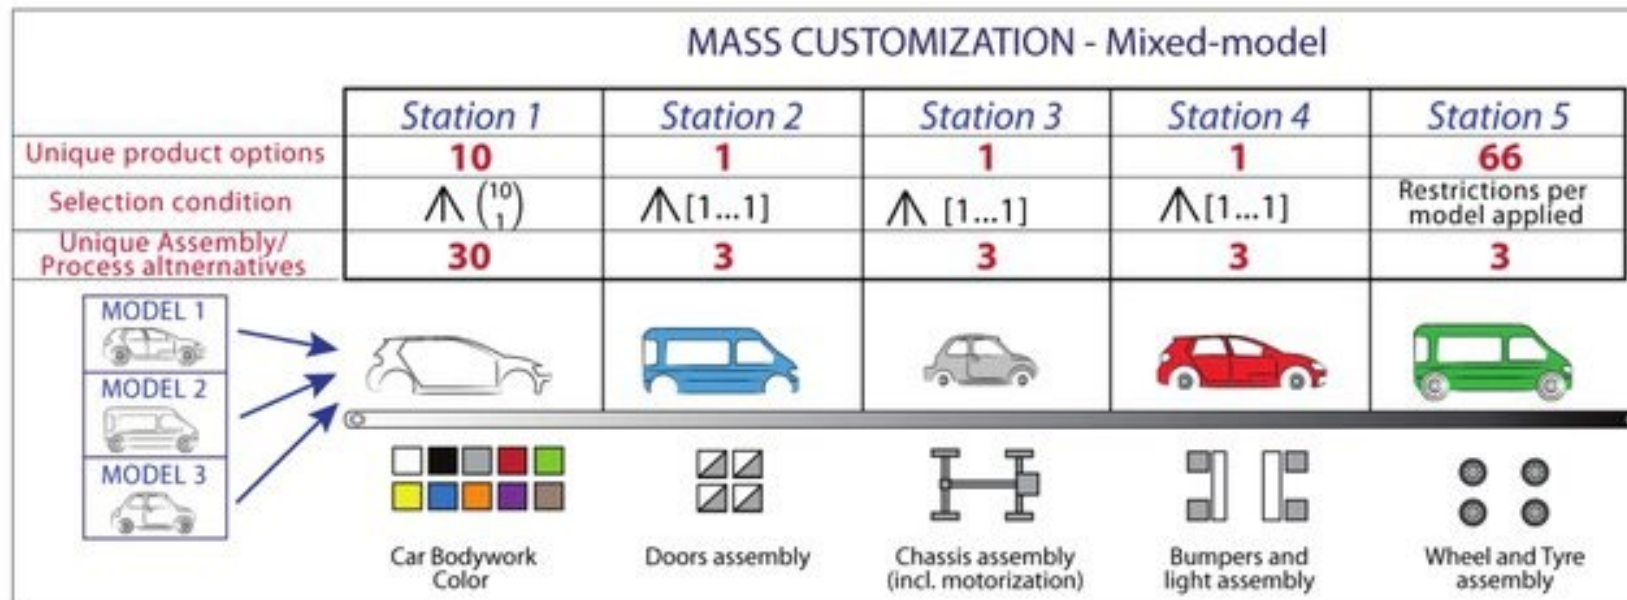 MASS CUSTOMIZATION - Mixed-model
Station 1 Station 2 Station 3 Station 4 Station 5
Unique product options 10 1 1 1 66
Selection condition (10 1) [1...1] [1...1] [1...1] Restrictions per model applied
Unique Assembly/
Process altnernatives 30 3 3 3 3
MODEL 1
MODEL 2
MODEL 3
Car Bodywork
Color
Doors assembly
Chassis assembly
(incl. motorization)
Bumpers and
light assembly
Wheel and Tyre
assembly